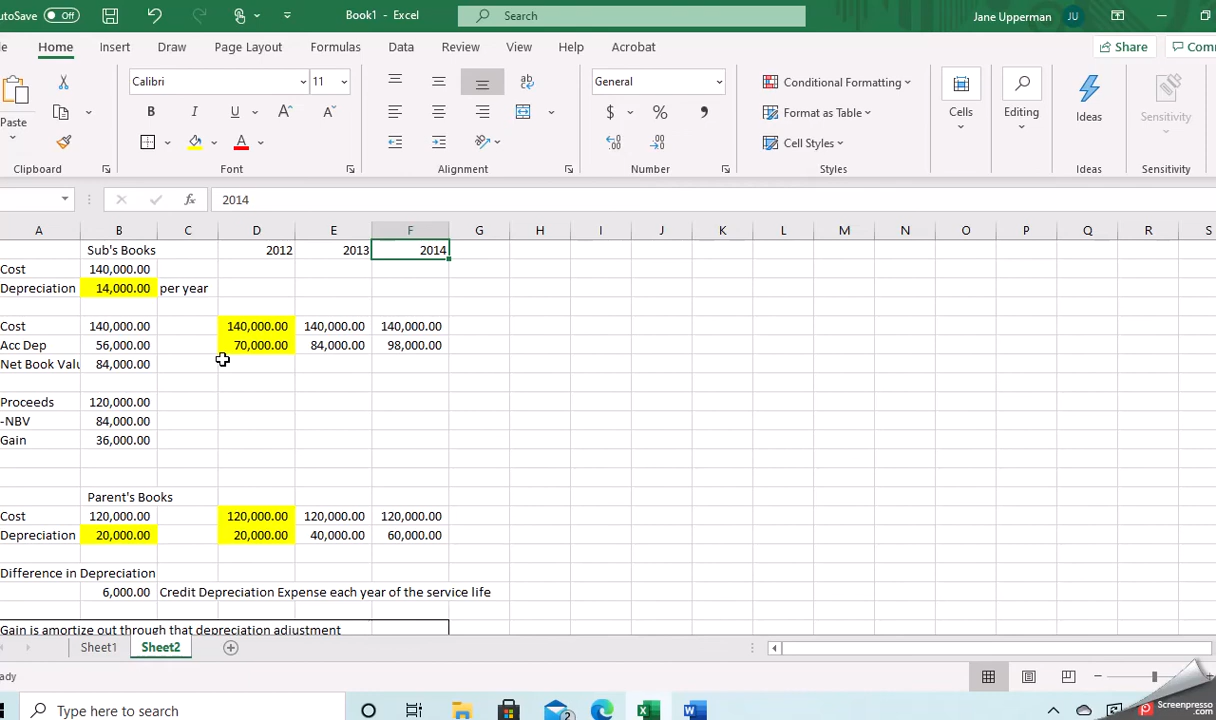 utoSave Off Book1 - Excel Search Jane Upperman JU
e Home Insert Draw Page Layout Formulas Data Review View Help Acrobat Share Com
Paste Calibri 11 B I U A A A ab General $ % , Conditional Formatting Format as Table Cell Styles Cells Editing Ideas Sensitivity
Clipboard Font Alignment Number Styles Ideas Sensitivity
fx 2014
A B C D E F G H I J K L M N O P Q R S
Sub's Books 2012 2013 2014
Cost 140,000.00
Depreciation 14,000.00 per year
Cost 140,000.00 140,000.00 140,000.00 140,000.00
Acc Dep 56,000.00 70,000.00 84,000.00 98,000.00
Net Book Valu 84,000.00
Proceeds 120,000.00
-NBV 84,000.00
Gain 36,000.00
Parent's Books
Cost 120,000.00 120,000.00 120,000.00 120,000.00
Depreciation 20,000.00 20,000.00 40,000.00 60,000.00
Difference in Depreciation
6,000.00 Credit Depreciation Expense each year of the service life
Gain is amortize out through that depreciation adjustment
Sheet1 Sheet2
ady
Type here to search 2 Screenpresso.com